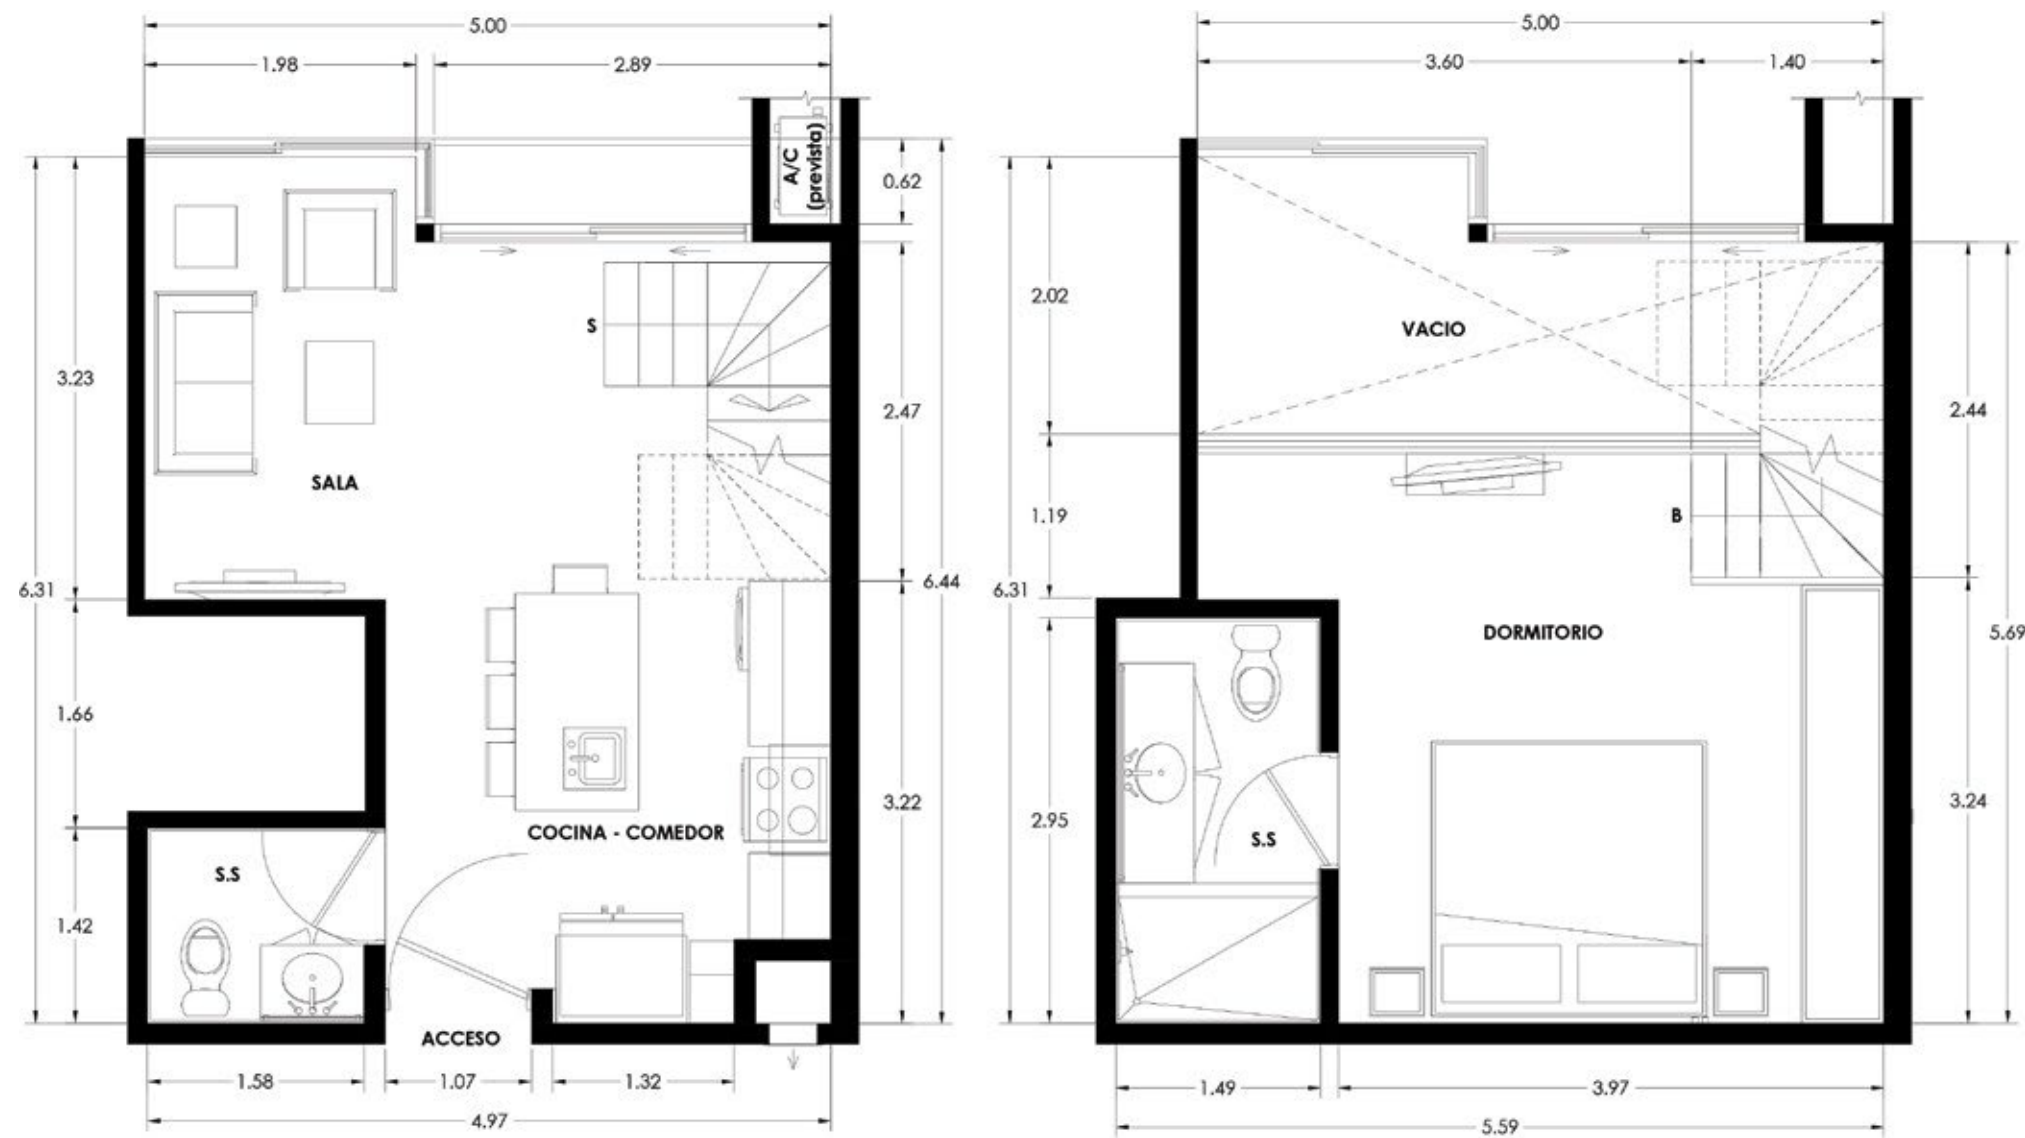 5.00
1.98
2.89
A/C
(prevista)
0.62
3.23
S
2.47
SALA
6.31
6.44
1.66
3.22
COCINA - COMEDOR
S.S
1.42
ACCESO
1.58
1.07
1.32
4.97
5.00
3.60
1.40
2.02
VACIO
2.44
1.19
B
6.31
DORMITORIO
5.69
2.95
3.24
S.S
1.49
3.97
5.59